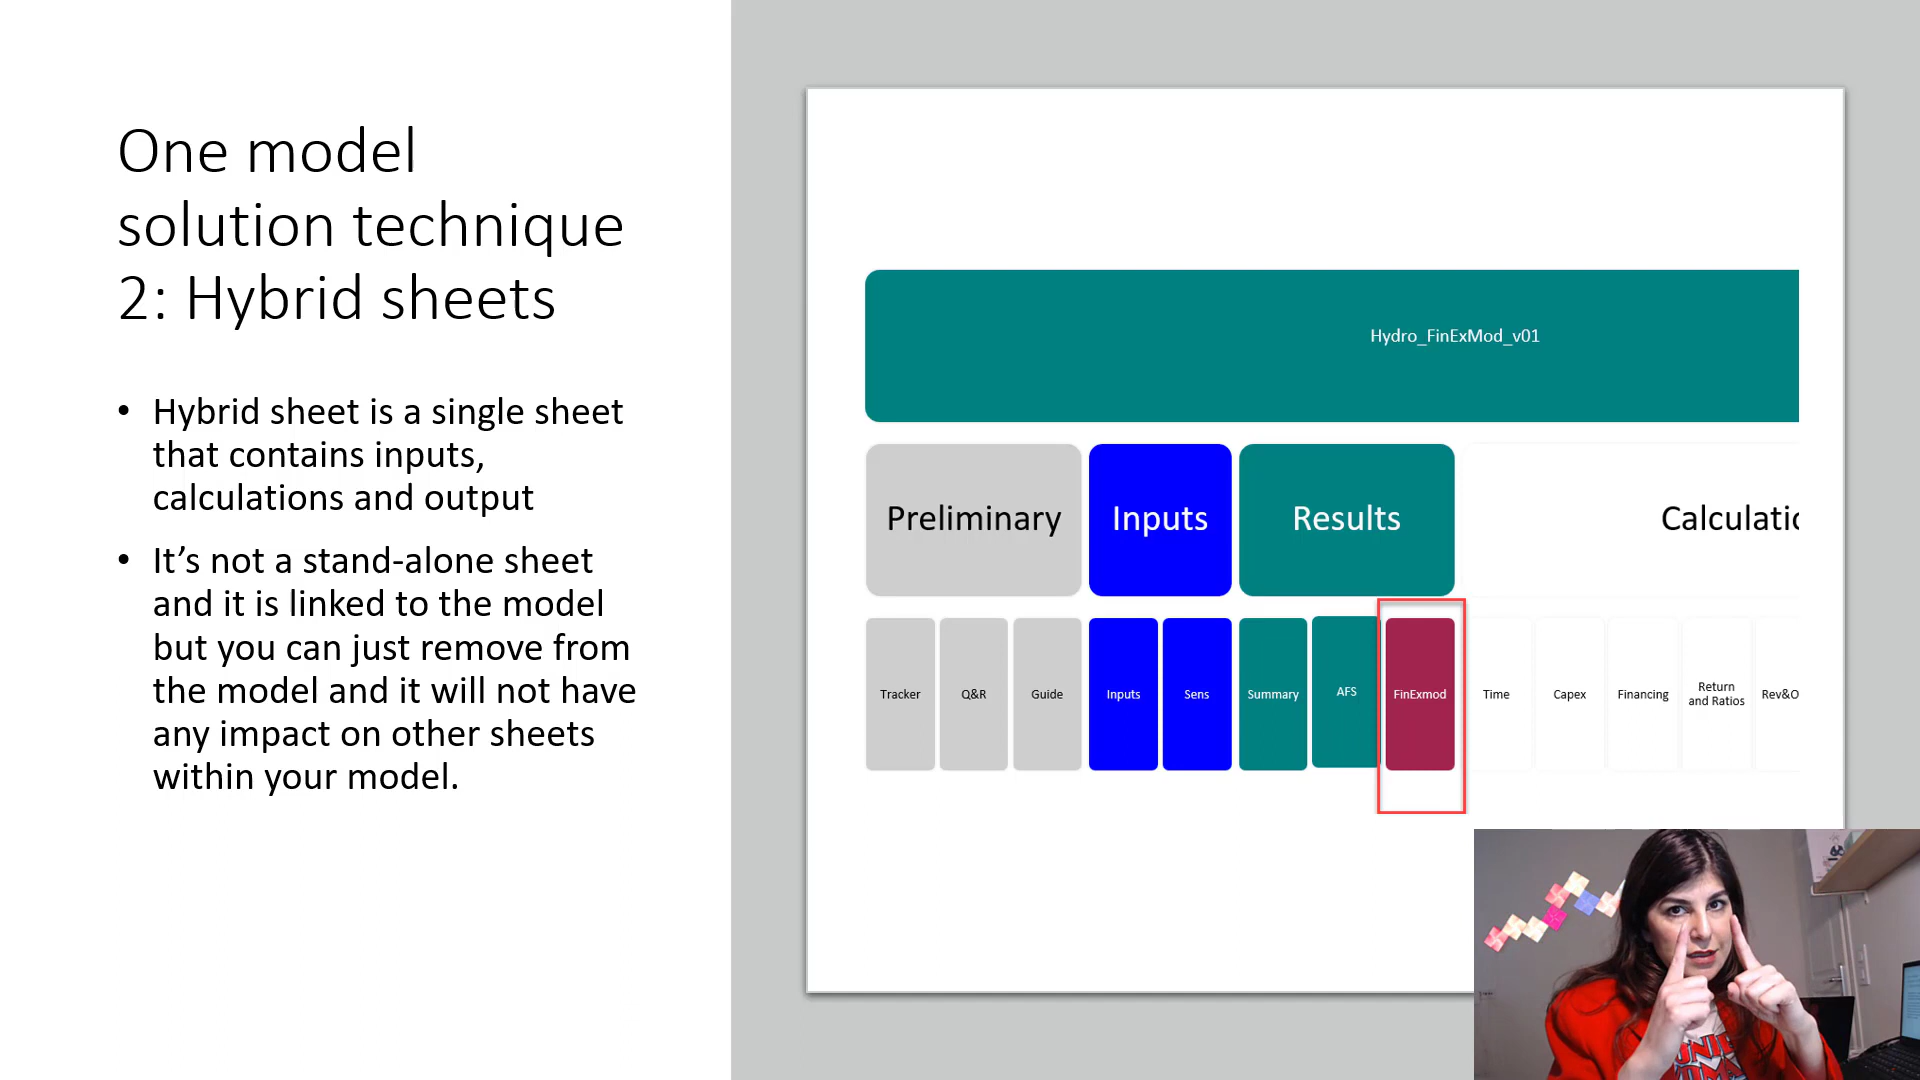 One model
solution technique
2: Hybrid sheets
• Hybrid sheet is a single sheet
that contains inputs,
calculations and output
• It’s not a stand-alone sheet
and it is linked to the model
but you can just remove from
the model and it will not have
any impact on other sheets
within your model.
Hydro_FinExMod_v01
Preliminary
Inputs
Results
Calculatio
Tracker
Q&R
Guide
Inputs
Sens
Summary
AFS
FinExmod
Time
Capex
Financing
Return
and Ratios
Rev&O